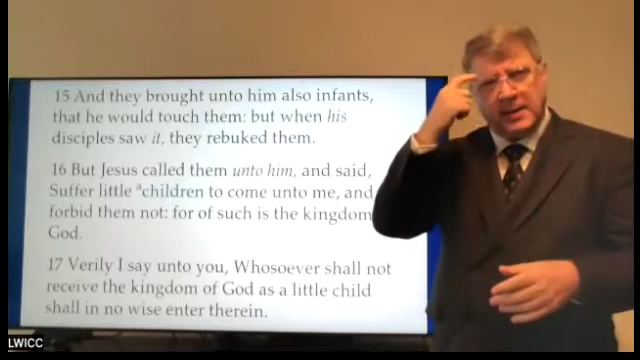 15 And they brought unto him also infants,
that he would touch them: but when his
disciples saw it, they rebuked them.
16 But Jesus called them unto him, and said,
Suffer little ᵃchildren to come unto me, and
forbid them not: for of such is the kingdom
God.
17 Verily I say unto you, Whosoever shall not
receive the kingdom of God as a little child
shall in no wise enter therein.
LWICC